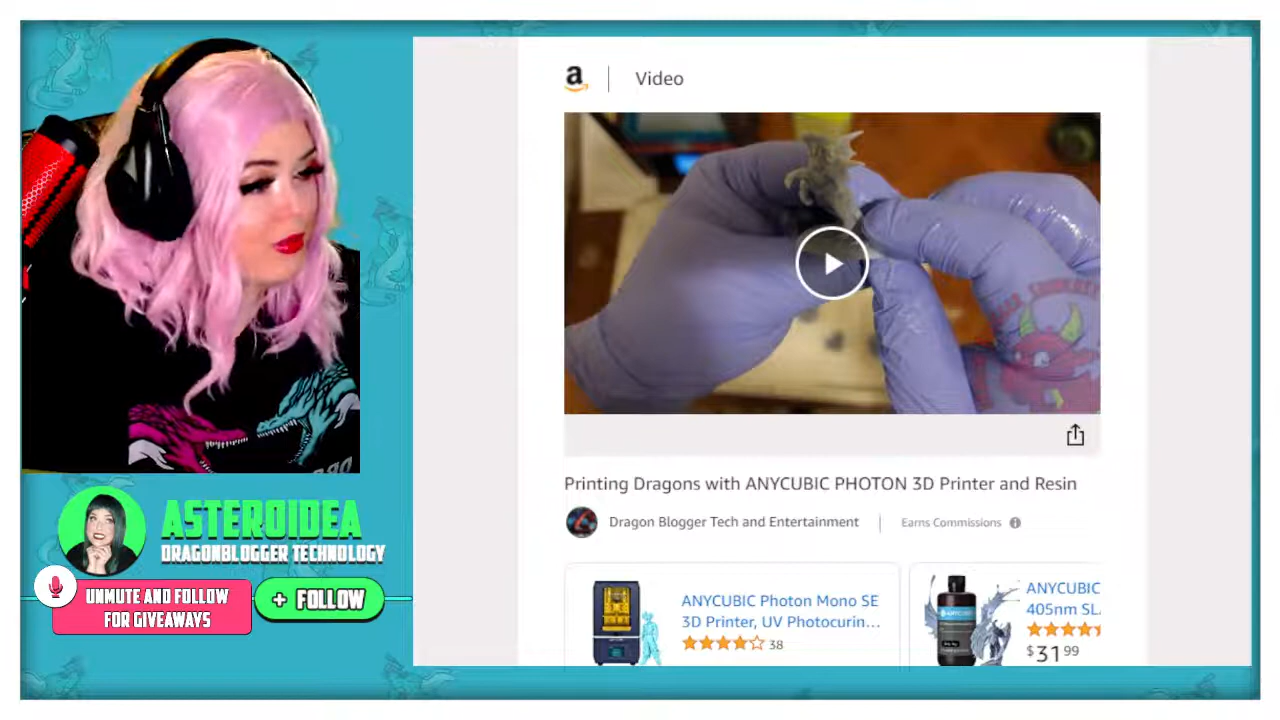 a | Video
Printing Dragons with ANYCUBIC PHOTON 3D Printer and Resin
Dragon Blogger Tech and Entertainment | Earns Commissions
ANYCUBIC Photon Mono SE
3D Printer, UV Photocurin...
38
ANYCUBIC
405nm SL
$31.99
ASTEROIDEA
DRAGONBLOGGER TECHNOLOGY
UNMUTE AND FOLLOW
FOR GIVEAWAYS
+ FOLLOW